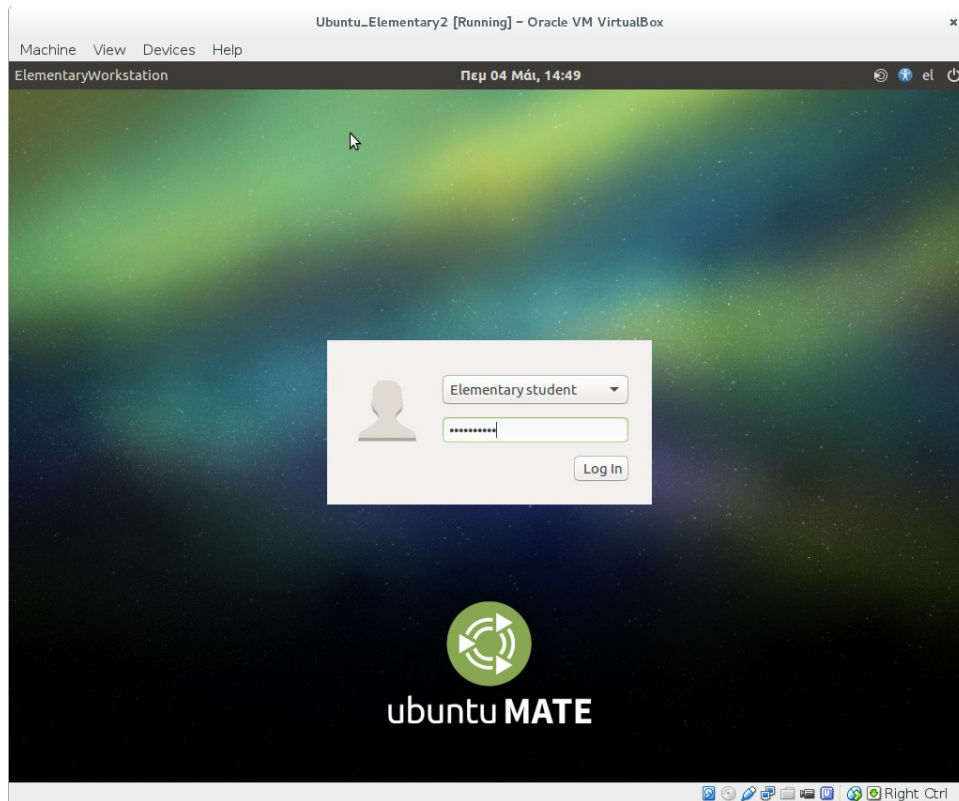 Ubuntu_Elementary2 [Running] – Oracle VM VirtualBox
Machine View Devices Help
ElementaryWorkstation Πεμ 04 Μάι, 14:49 el
Elementary student
••••••••••
Log In
ubuntu MATE
Right Ctrl